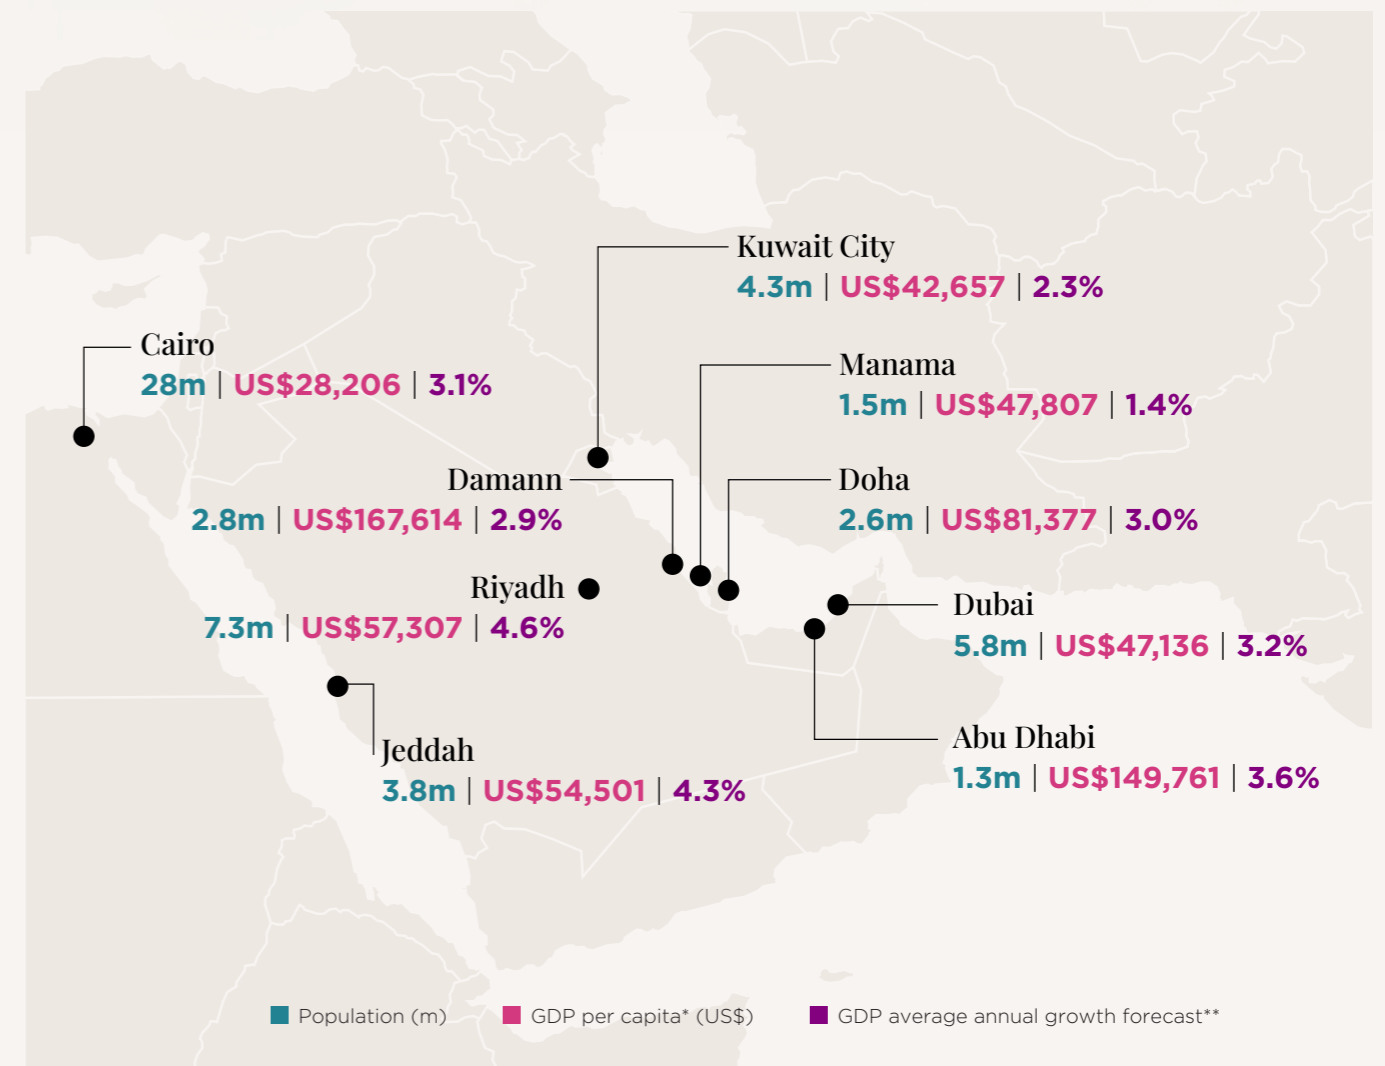 Kuwait City
4.3m | US$42,657 | 2.3%
Cairo
28m | US$28,206 | 3.1%
Manama
1.5m | US$47,807 | 1.4%
Damann
2.8m | US$167,614 | 2.9%
Doha
2.6m | US$81,377 | 3.0%
Riyadh
7.3m | US$57,307 | 4.6%
Dubai
5.8m | US$47,136 | 3.2%
Jeddah
3.8m | US$54,501 | 4.3%
Abu Dhabi
1.3m | US$149,761 | 3.6%
Population (m)
GDP per capita* (US$)
GDP average annual growth forecast**